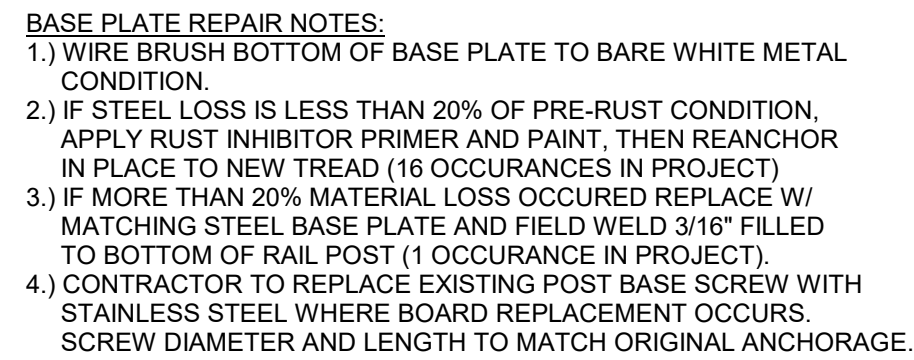 BASE PLATE REPAIR NOTES:
1.) WIRE BRUSH BOTTOM OF BASE PLATE TO BARE WHITE METAL
CONDITION.
2.) IF STEEL LOSS IS LESS THAN 20% OF PRE-RUST CONDITION,
APPLY RUST INHIBITOR PRIMER AND PAINT, THEN REANCHOR
IN PLACE TO NEW TREAD (16 OCCURANCES IN PROJECT)
3.) IF MORE THAN 20% MATERIAL LOSS OCCURED REPLACE W/
MATCHING STEEL BASE PLATE AND FIELD WELD 3/16" FILLED
TO BOTTOM OF RAIL POST (1 OCCURANCE IN PROJECT).
4.) CONTRACTOR TO REPLACE EXISTING POST BASE SCREW WITH
STAINLESS STEEL WHERE BOARD REPLACEMENT OCCURS.
SCREW DIAMETER AND LENGTH TO MATCH ORIGINAL ANCHORAGE.